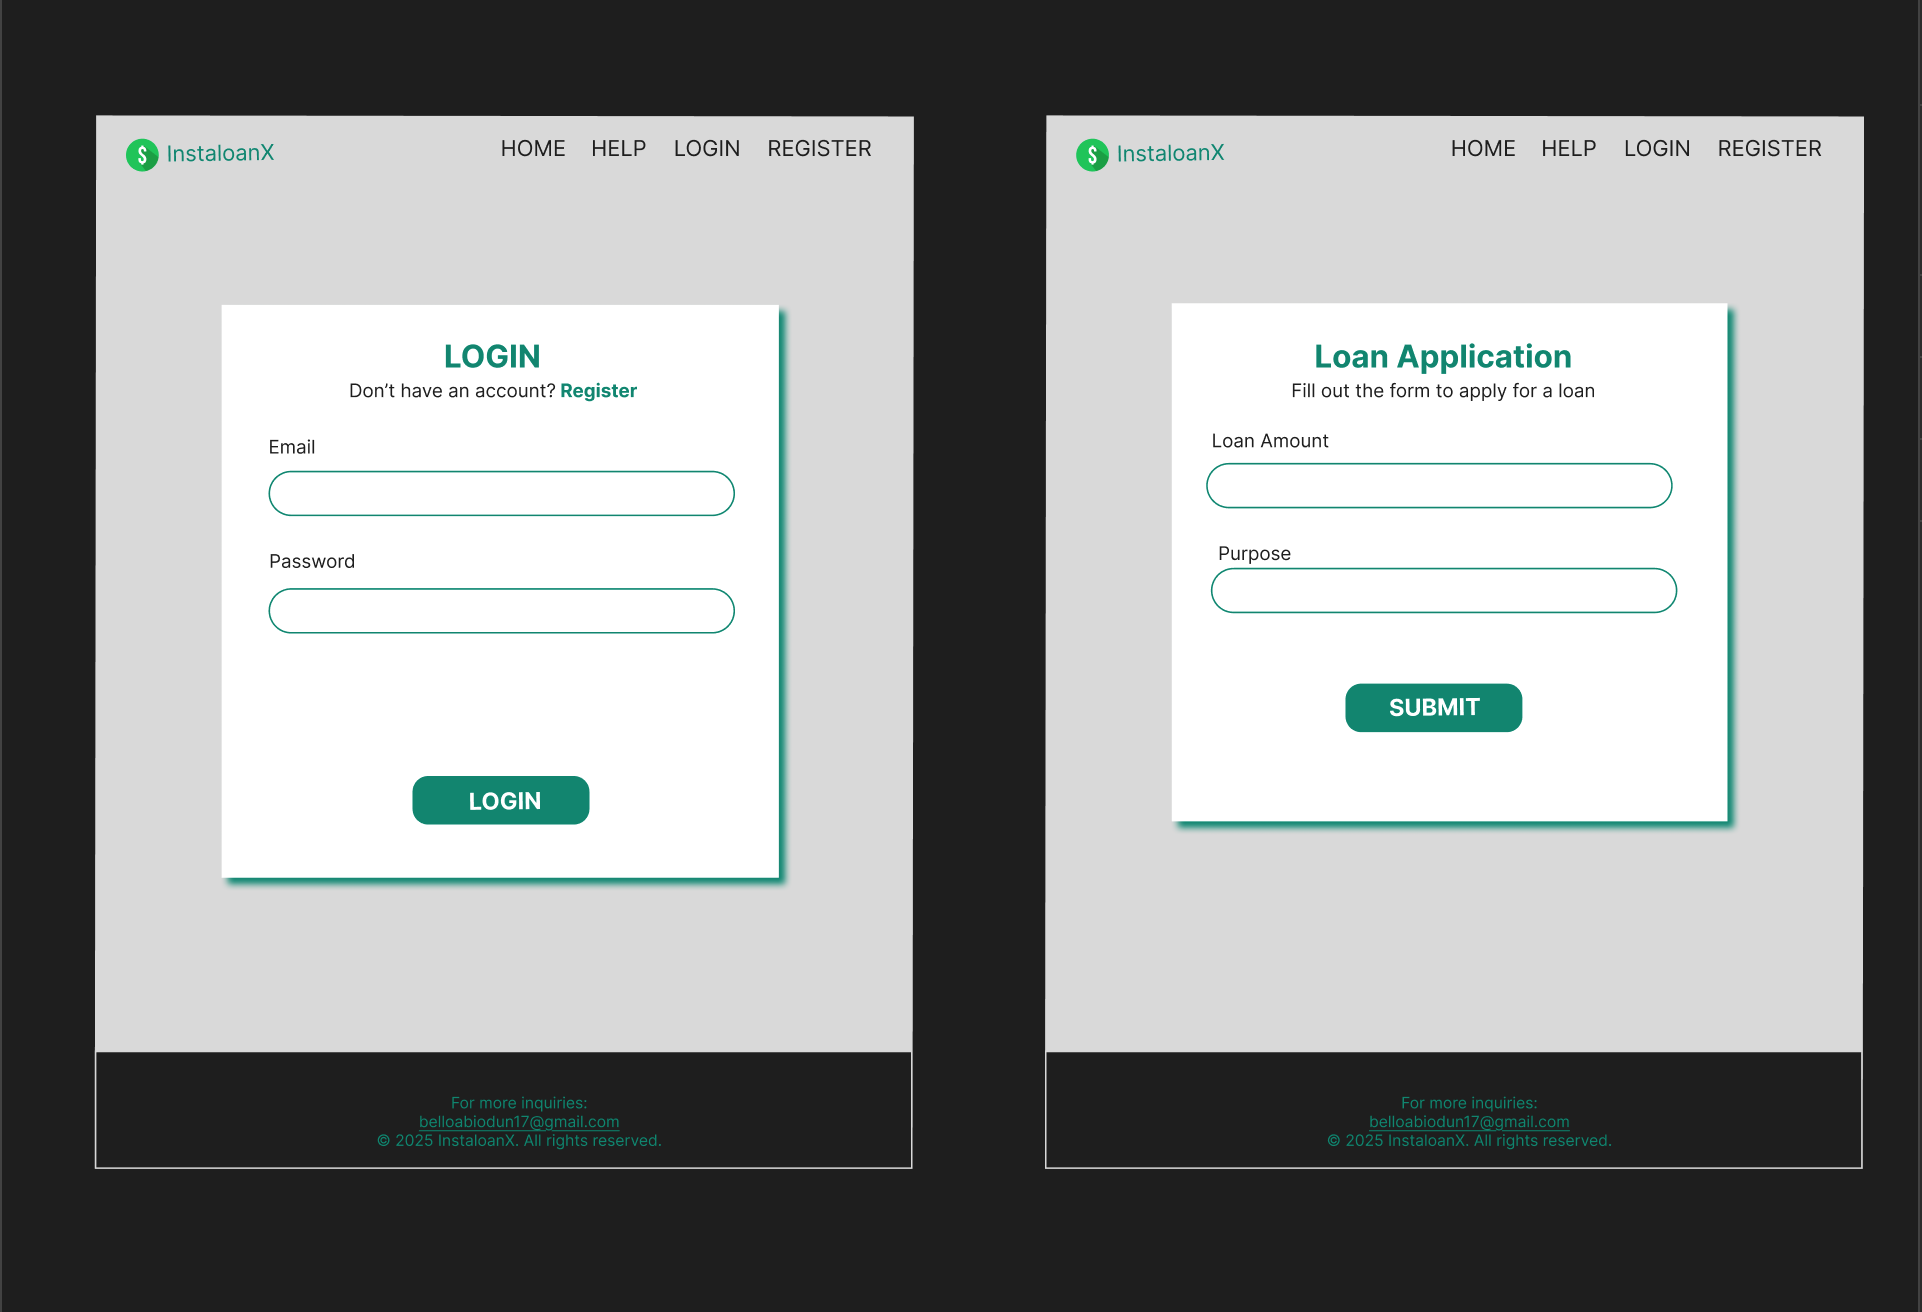 InstaloanX HOME HELP LOGIN REGISTER
LOGIN
Don't have an account? Register
Email
Password
LOGIN
For more inquiries:
belloabiodun17@gmail.com
© 2025 InstaloanX. All rights reserved.
InstaloanX HOME HELP LOGIN REGISTER
Loan Application
Fill out the form to apply for a loan
Loan Amount
Purpose
SUBMIT
For more inquiries:
belloabiodun17@gmail.com
© 2025 InstaloanX. All rights reserved.